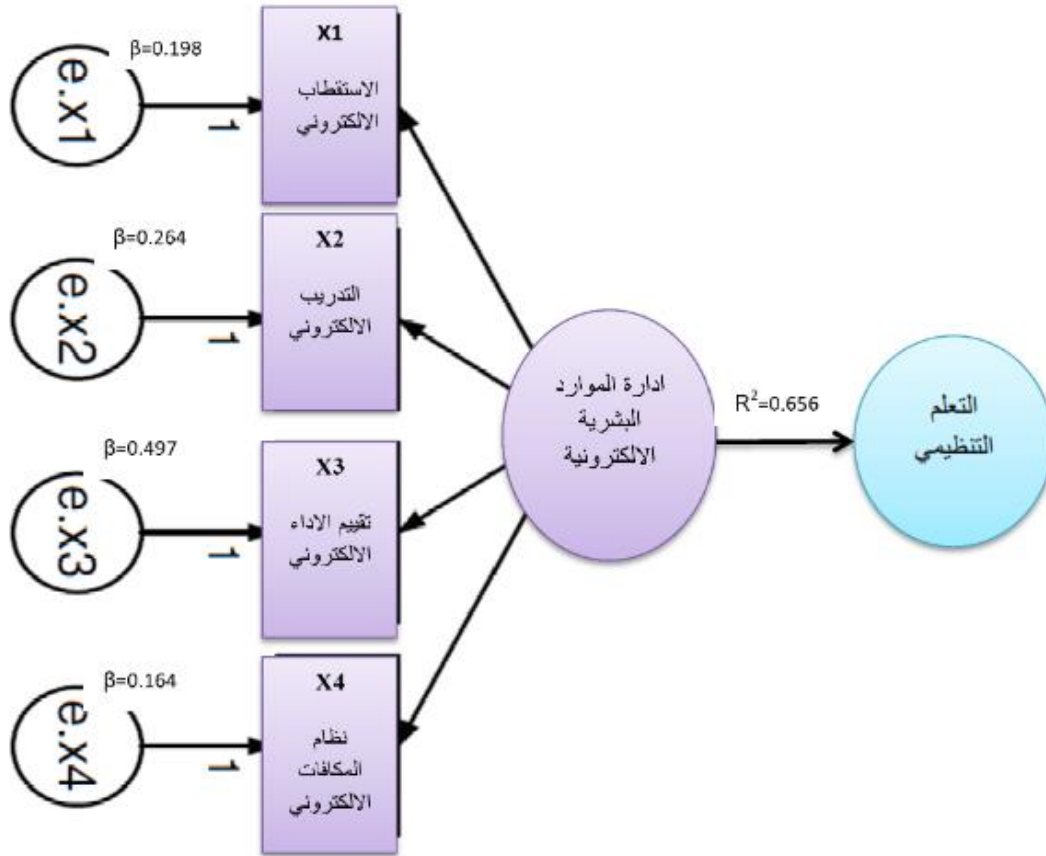 β=0.198
e.x1
1
X1
الاستقطاب
الالكتروني
β=0.264
e.x2
1
X2
التدريب
الالكتروني
β=0.497
e.x3
1
X3
تقييم الاداء
الالكتروني
β=0.164
e.x4
1
X4
نظام
المكافات
الالكتروني
ادارة الموارد
البشرية
الالكترونية
R²=0.656
التعلم
التنظيمي